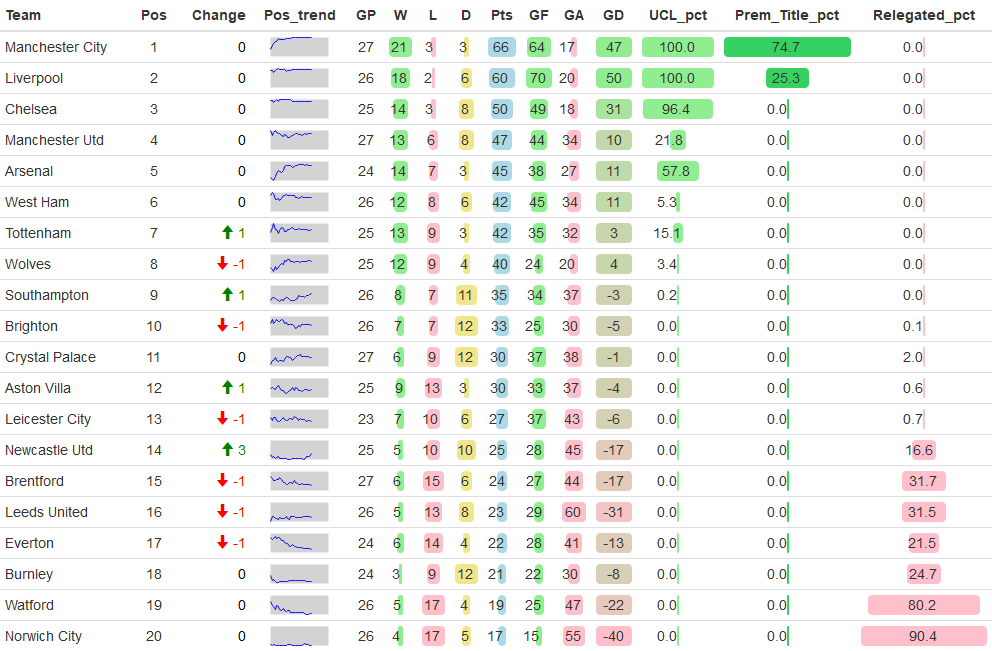 Team Pos Change Pos_trend GP W L D Pts GF GA GD UCL_pct Prem_Title_pct Relegated_pct
Manchester City 1 0 27 21 3 3 66 64 17 47 100.0 74.7 0.0
Liverpool 2 0 26 18 2 6 60 70 20 50 100.0 25.3 0.0
Chelsea 3 0 25 14 3 8 50 49 18 31 96.4 0.0 0.0
Manchester Utd 4 0 27 13 6 8 47 44 34 10 21.8 0.0 0.0
Arsenal 5 0 24 14 7 3 45 38 27 11 57.8 0.0 0.0
West Ham 6 0 26 12 8 6 42 45 34 11 5.3 0.0 0.0
Tottenham 7 1 25 13 9 3 42 35 32 3 15.1 0.0 0.0
Wolves 8 -1 25 12 9 4 40 24 20 4 3.4 0.0 0.0
Southampton 9 1 26 8 7 11 35 34 37 -3 0.2 0.0 0.0
Brighton 10 -1 26 7 7 12 33 25 30 -5 0.0 0.0 0.1
Crystal Palace 11 0 27 6 9 12 30 37 38 -1 0.0 0.0 2.0
Aston Villa 12 1 25 9 13 3 30 33 37 -4 0.0 0.0 0.6
Leicester City 13 -1 23 7 10 6 27 37 43 -6 0.0 0.0 0.7
Newcastle Utd 14 3 25 5 10 10 25 28 45 -17 0.0 0.0 16.6
Brentford 15 -1 27 6 15 6 24 27 44 -17 0.0 0.0 31.7
Leeds United 16 -1 26 5 13 8 23 29 60 -31 0.0 0.0 31.5
Everton 17 -1 24 6 14 4 22 28 41 -13 0.0 0.0 21.5
Burnley 18 0 24 3 9 12 21 22 30 -8 0.0 0.0 24.7
Watford 19 0 26 5 17 4 19 25 47 -22 0.0 0.0 80.2
Norwich City 20 0 26 4 17 5 17 15 55 -40 0.0 0.0 90.4